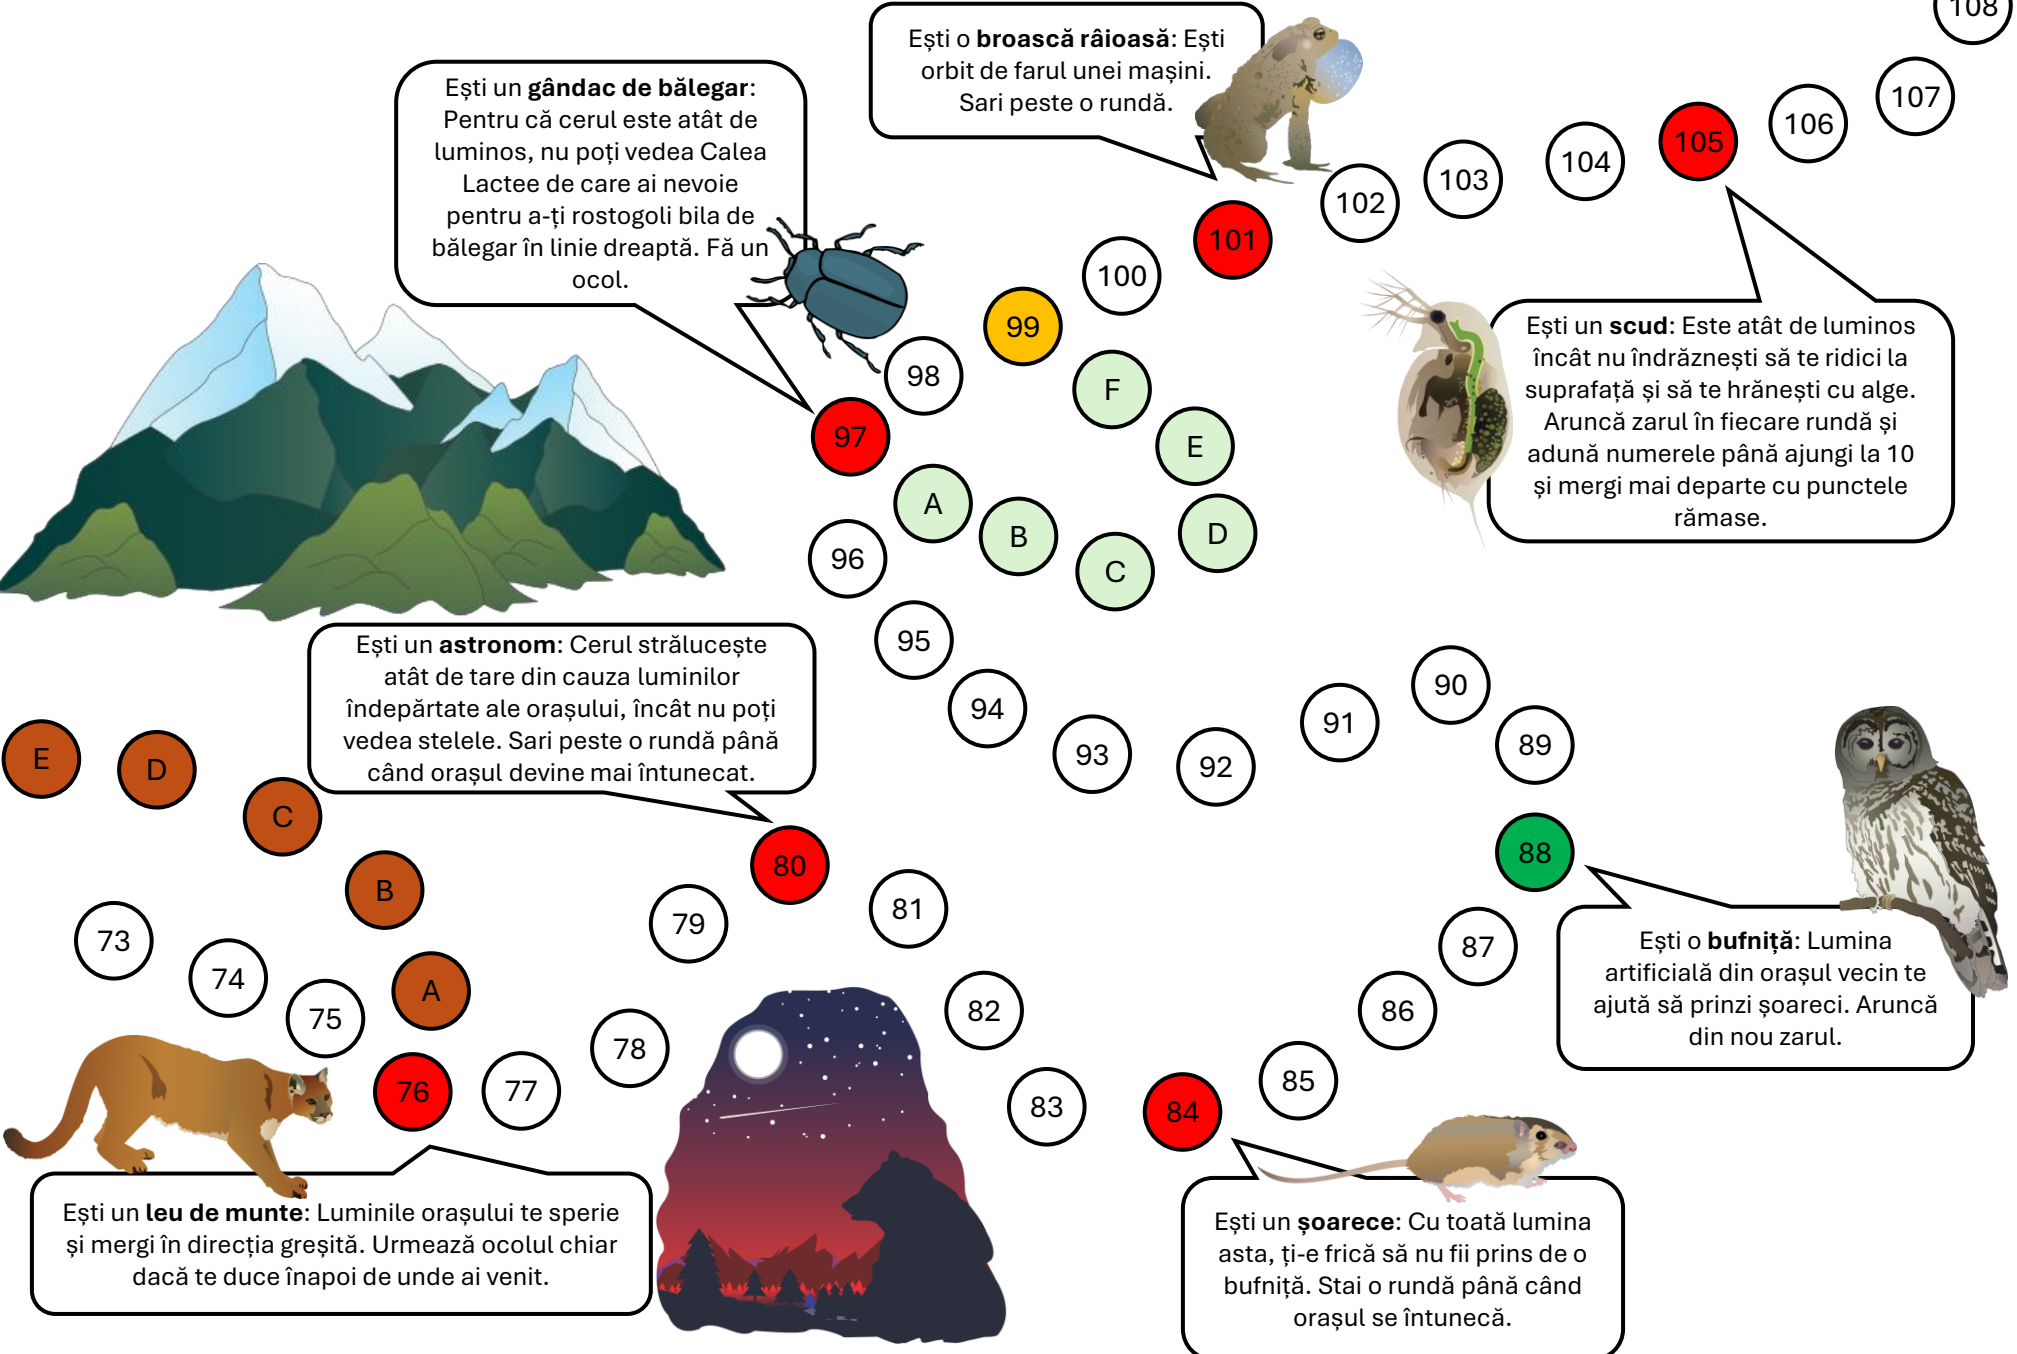 108
Ești o broască râioasă: Ești
orbit de farul unei mașini.
Sari peste o rundă.
Ești un gândac de bălegar:
Pentru că cerul este atât de
luminos, nu poți vedea Calea
Lactee de care ai nevoie
pentru a-ți rostogoli bila de
bălegar în linie dreaptă. Fă un
ocol.
107
106
105
104
103
102
101
100
99
98
97
F
E
D
C
B
A
96
95
94
93
92
91
90
89
88
Ești un scud: Este atât de luminos
încât nu îndrăznești să te ridici la
suprafață și să te hrănești cu alge.
Aruncă zarul în fiecare rundă și
adună numerele până ajungi la 10
și mergi mai departe cu punctele
rămase.
Ești un astronom: Cerul strălucește
atât de tare din cauza luminilor
îndepărtate ale orașului, încât nu poți
vedea stelele. Sari peste o rundă până
când orașul devine mai întunecat.
E
D
C
B
A
73
74
75
76
77
78
79
80
81
82
83
84
85
86
87
Ești o bufniță: Lumina
artificială din orașul vecin te
ajută să prinzi șoareci. Aruncă
din nou zarul.
Ești un leu de munte: Luminile orașului te sperie
și mergi în direcția greșită. Urmează ocolul chiar
dacă te duce înapoi de unde ai venit.
Ești un șoarece: Cu toată lumina
asta, ți-e frică să nu fii prins de o
bufniță. Stai o rundă până când
orașul se întunecă.